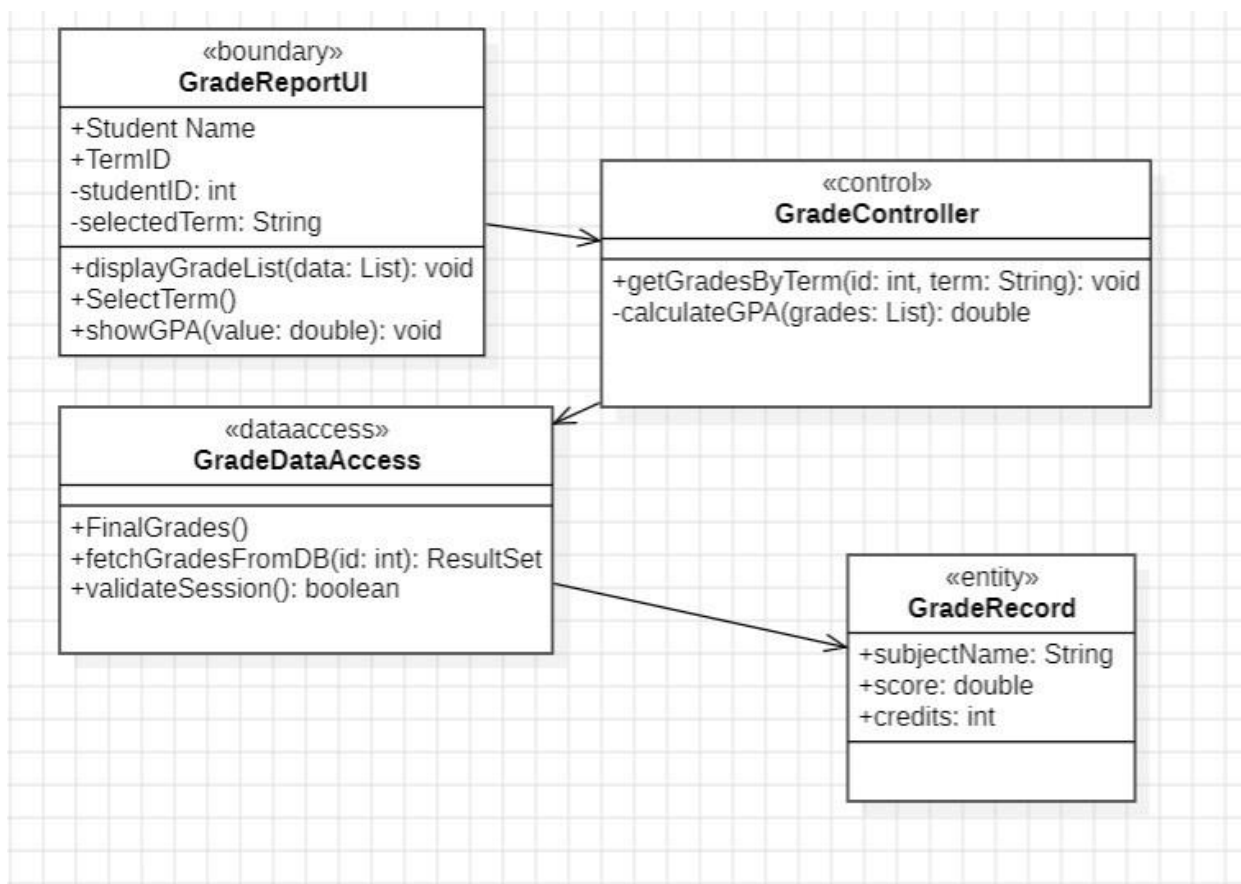 «boundary»
GradeReportUI
+Student Name
+TermID
-studentID: int
-selectedTerm: String
+displayGradeList(data: List): void
+SelectTerm()
+showGPA(value: double): void
«control»
GradeController
+getGradesByTerm(id: int, term: String): void
-calculateGPA(grades: List): double
«dataaccess»
GradeDataAccess
+FinalGrades()
+fetchGradesFromDB(id: int): ResultSet
+validateSession(): boolean
«entity»
GradeRecord
+subjectName: String
+score: double
+credits: int